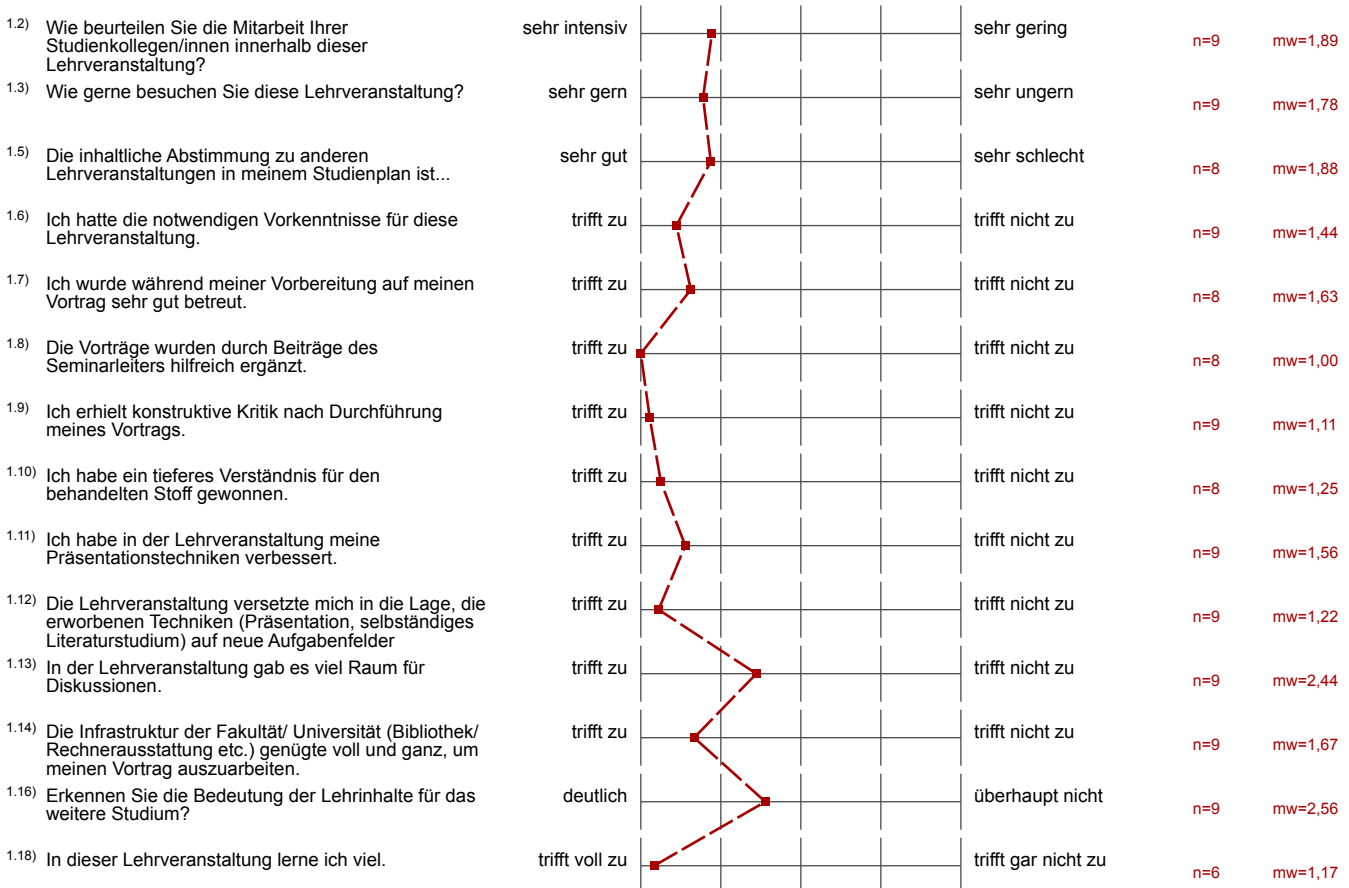 1.2) Wie beurteilen Sie die Mitarbeit Ihrer
Studienkollegen/innen innerhalb dieser
Lehrveranstaltung?
sehr intensiv
sehr gering
n=9
mw=1,89
1.3) Wie gerne besuchen Sie diese Lehrveranstaltung?
sehr gern
sehr ungern
n=9
mw=1,78
1.5) Die inhaltliche Abstimmung zu anderen
Lehrveranstaltungen in meinem Studienplan ist...
sehr gut
sehr schlecht
n=8
mw=1,88
1.6) Ich hatte die notwendigen Vorkenntnisse für diese
Lehrveranstaltung.
trifft zu
trifft nicht zu
n=9
mw=1,44
1.7) Ich wurde während meiner Vorbereitung auf meinen
Vortrag sehr gut betreut.
trifft zu
trifft nicht zu
n=8
mw=1,63
1.8) Die Vorträge wurden durch Beiträge des
Seminarleiters hilfreich ergänzt.
trifft zu
trifft nicht zu
n=8
mw=1,00
1.9) Ich erhielt konstruktive Kritik nach Durchführung
meines Vortrags.
trifft zu
trifft nicht zu
n=9
mw=1,11
1.10) Ich habe ein tieferes Verständnis für den
behandelten Stoff gewonnen.
trifft zu
trifft nicht zu
n=8
mw=1,25
1.11) Ich habe in der Lehrveranstaltung meine
Präsentationstechniken verbessert.
trifft zu
trifft nicht zu
n=9
mw=1,56
1.12) Die Lehrveranstaltung versetzte mich in die Lage, die
erworbenen Techniken (Präsentation, selbständiges
Literaturstudium) auf neue Aufgabenfelder
trifft zu
trifft nicht zu
n=9
mw=1,22
1.13) In der Lehrveranstaltung gab es viel Raum für
Diskussionen.
trifft zu
trifft nicht zu
n=9
mw=2,44
1.14) Die Infrastruktur der Fakultät/ Universität (Bibliothek/
Rechnerausstattung etc.) genügte voll und ganz, um
meinen Vortrag auszuarbeiten.
trifft zu
trifft nicht zu
n=9
mw=1,67
1.16) Erkennen Sie die Bedeutung der Lehrinhalte für das
weitere Studium?
deutlich
überhaupt nicht
n=9
mw=2,56
1.18) In dieser Lehrveranstaltung lerne ich viel.
trifft voll zu
trifft gar nicht zu
n=6
mw=1,17